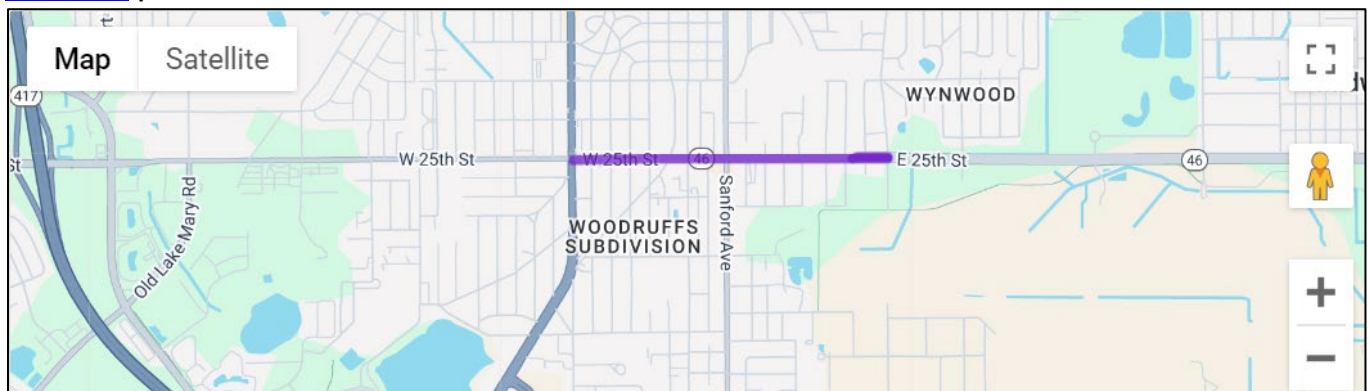 Map
Satellite
417
St
W 25th St
W 25th St
46
E 25th St
46
WYNWOOD
Old Lake Mary Rd
WOODRUFFS
SUBDIVISION
Sanford Ave